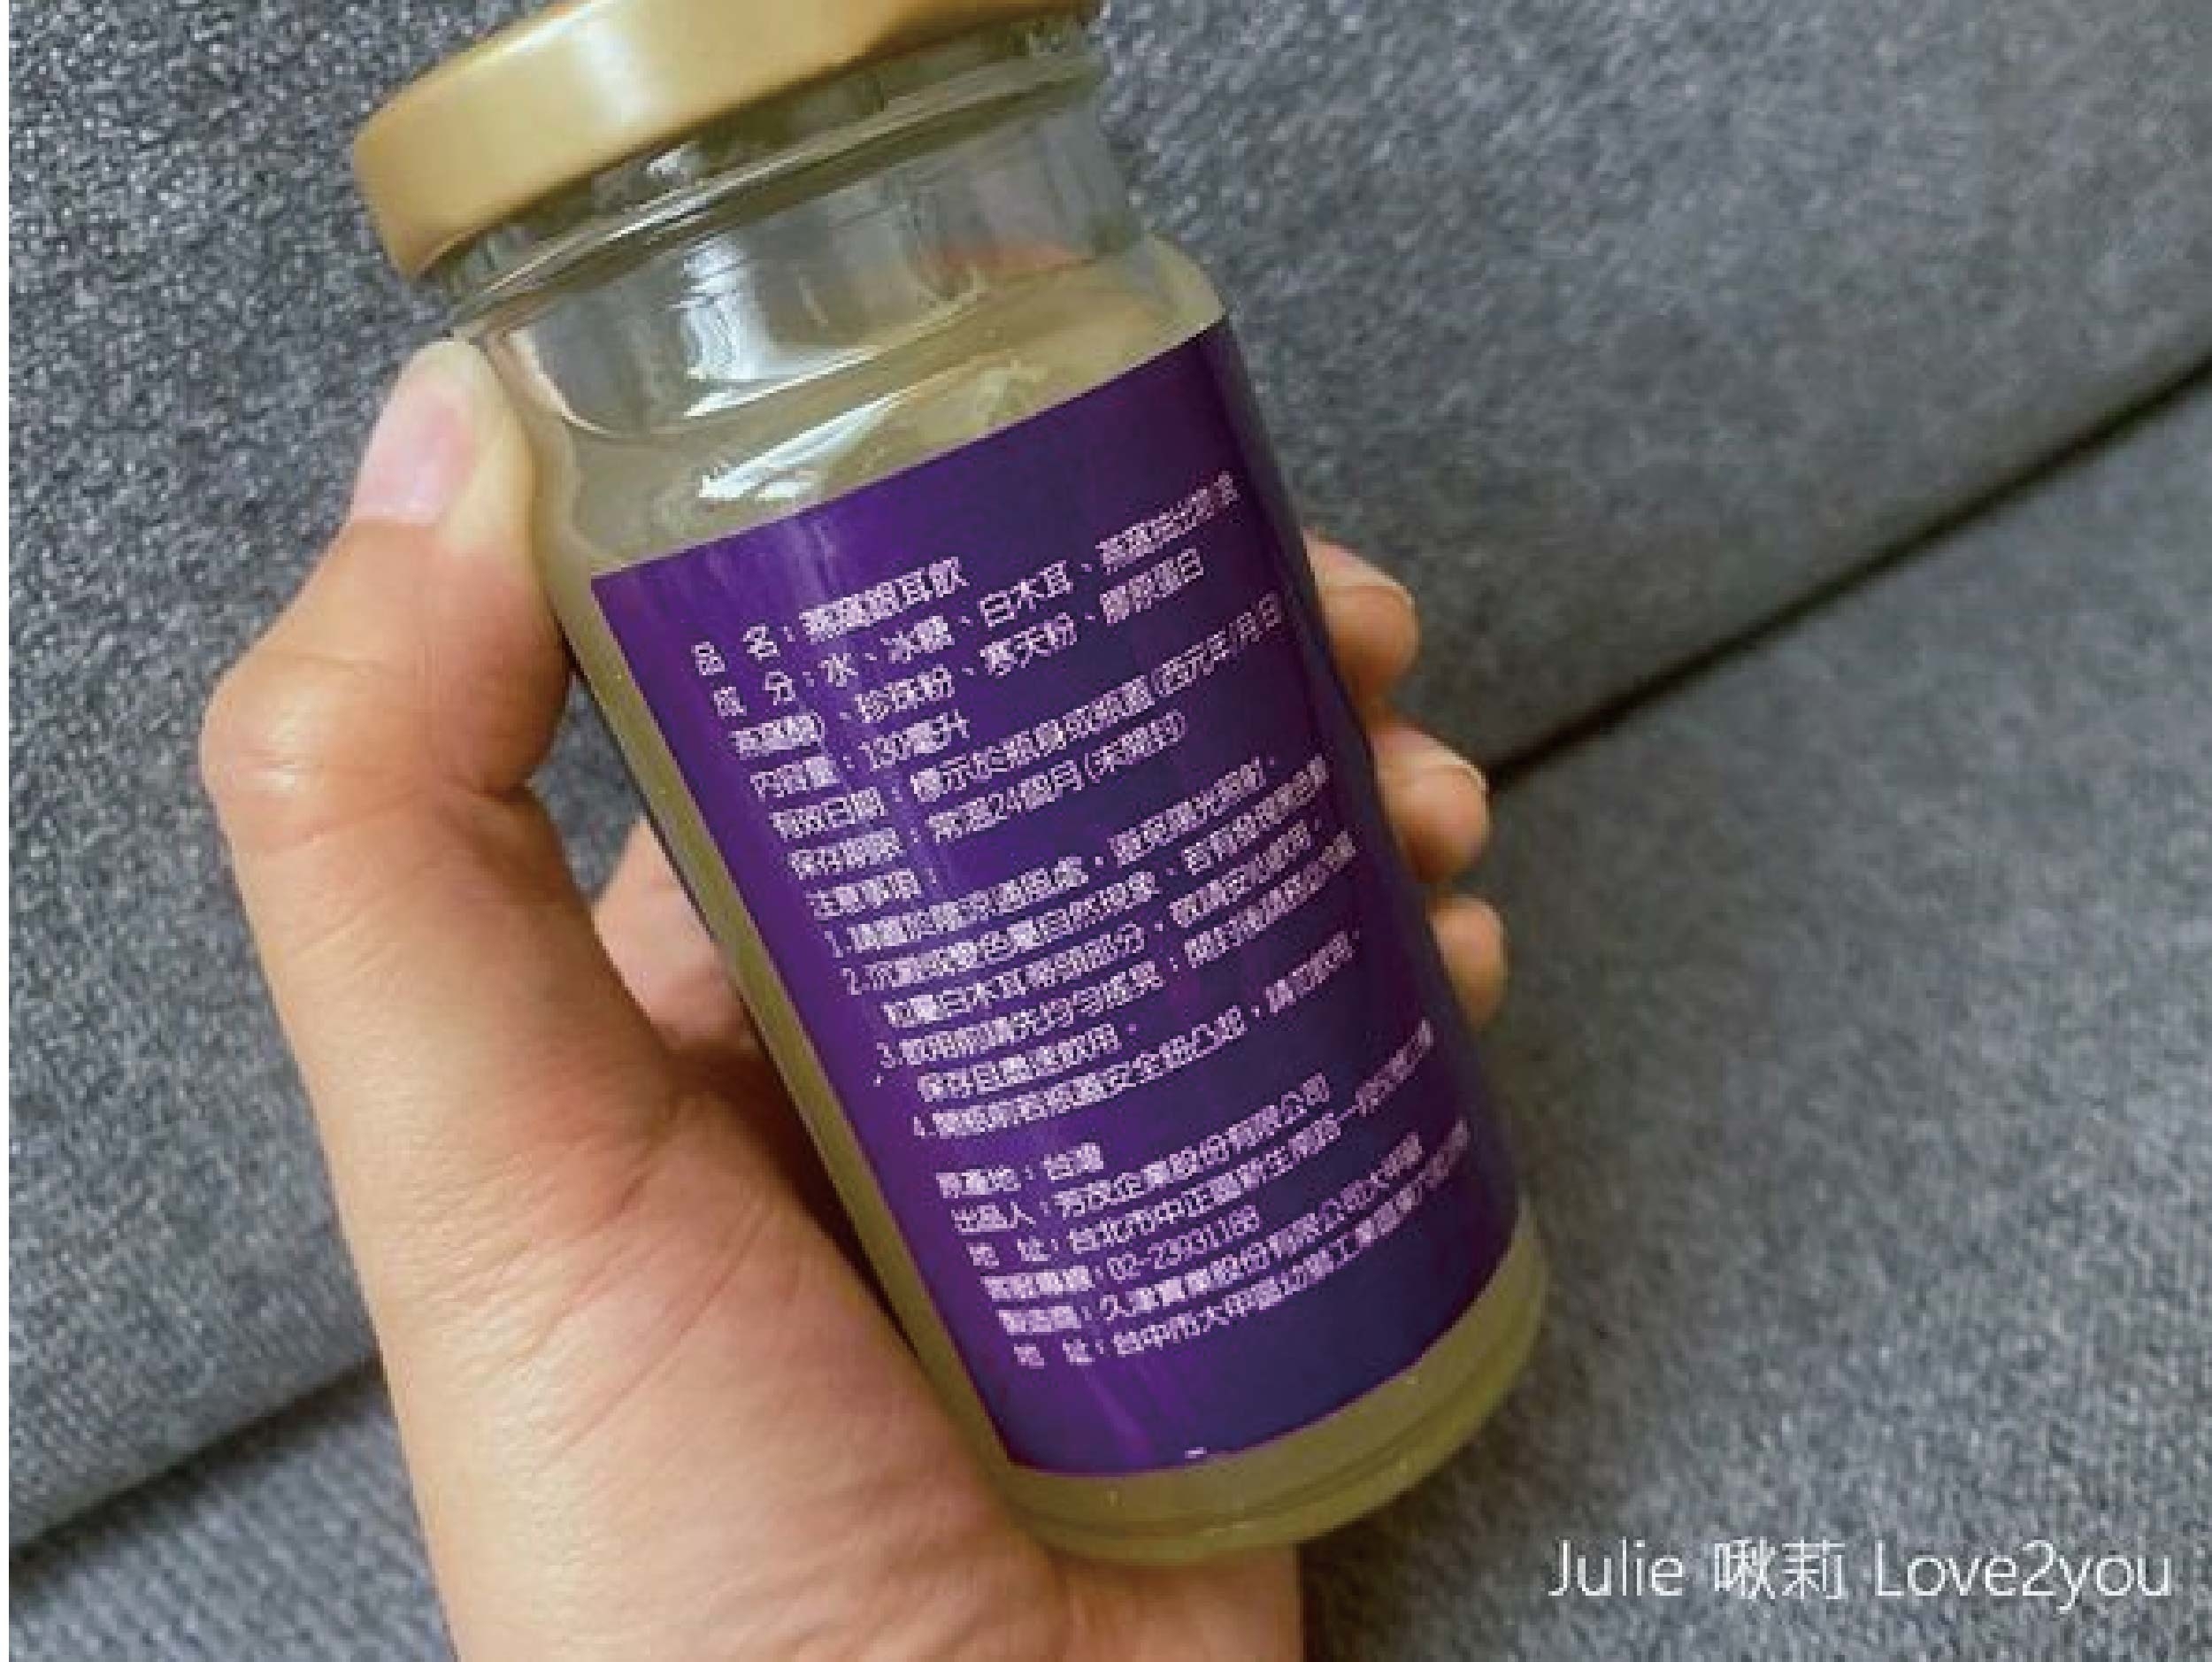 品 名：燕窩銀耳飲
成 分：水、冰糖、白木耳、燕窩抽出物(含
燕窩酸)、珍珠粉、寒天粉、膠原蛋白
內容量：130毫升
有效日期：標示於瓶身或瓶蓋(西元年/月/日)
保存期限：常溫24個月(未開封)
注意事項：
1.請置於陰涼通風處，避免陽光照射。
2.沉澱或變色屬自然現象，若有
白木耳蒂頭部分，敬請安心飲用。
3.飲用前請先均勻搖晃；開封後請
保存且盡速飲用。
4.開瓶前若瓶蓋安全鈕凸起，請勿飲用。
原產地：台灣
出品人：芳茂企業股份有限公司
地 址：台北市中正區新生南路一段
客服專線：02-23931188
製造商：久津實業股份有限公司大甲廠
地 址：台中市大甲區幼獅工業區
Julie 啾莉 Love2you